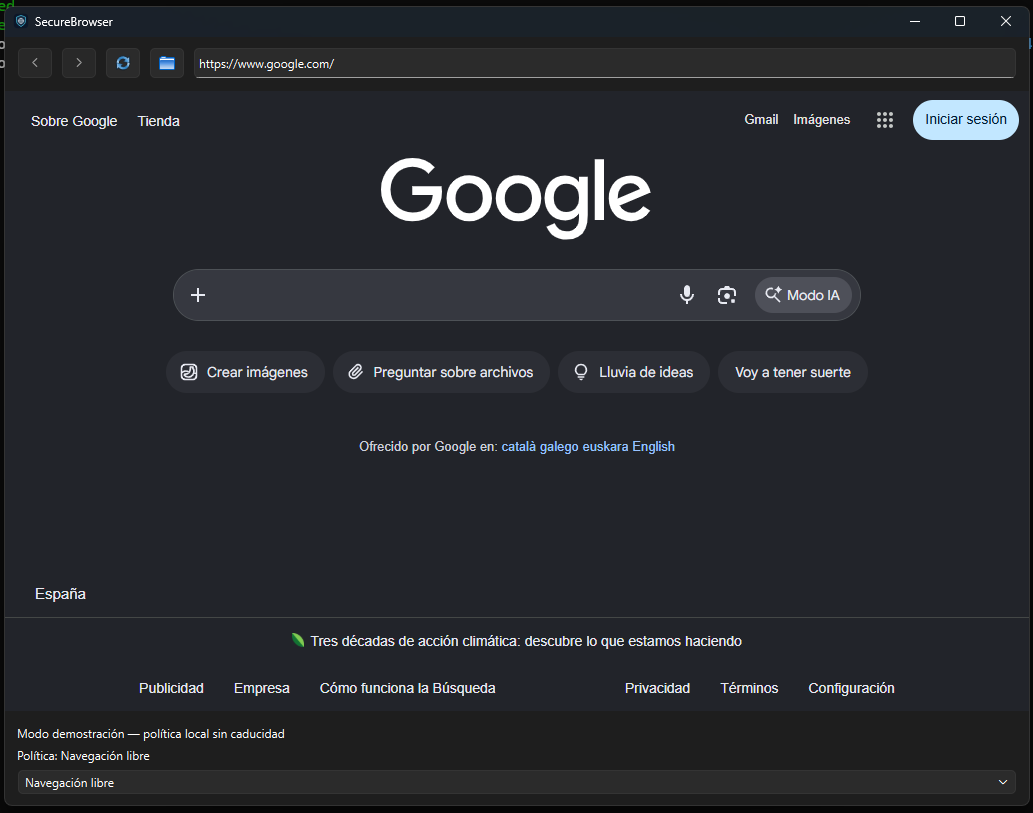 SecureBrowser
https://www.google.com/
Sobre Google Tienda Gmail Imágenes Iniciar sesión
Google
Modo IA
Crear imágenes Preguntar sobre archivos Lluvia de ideas Voy a tener suerte
Ofrecido por Google en: català galego euskara English
España
Tres décadas de acción climática: descubre lo que estamos haciendo
Publicidad Empresa Cómo funciona la Búsqueda Privacidad Términos Configuración
Modo demostración — política local sin caducidad
Política: Navegación libre
Navegación libre